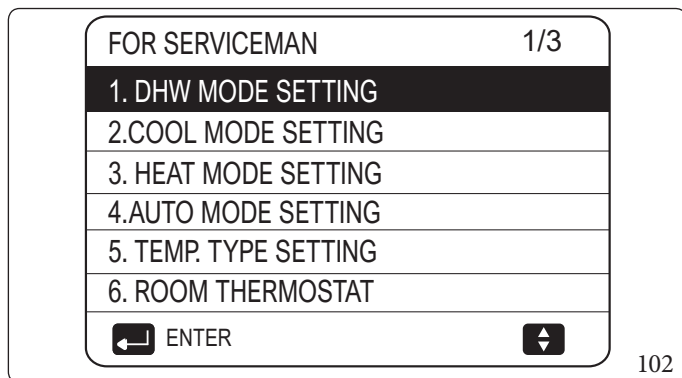 FOR SERVICEMAN 1/3
1. DHW MODE SETTING
2.COOL MODE SETTING
3. HEAT MODE SETTING
4.AUTO MODE SETTING
5. TEMP. TYPE SETTING
6. ROOM THERMOSTAT
ENTER
102